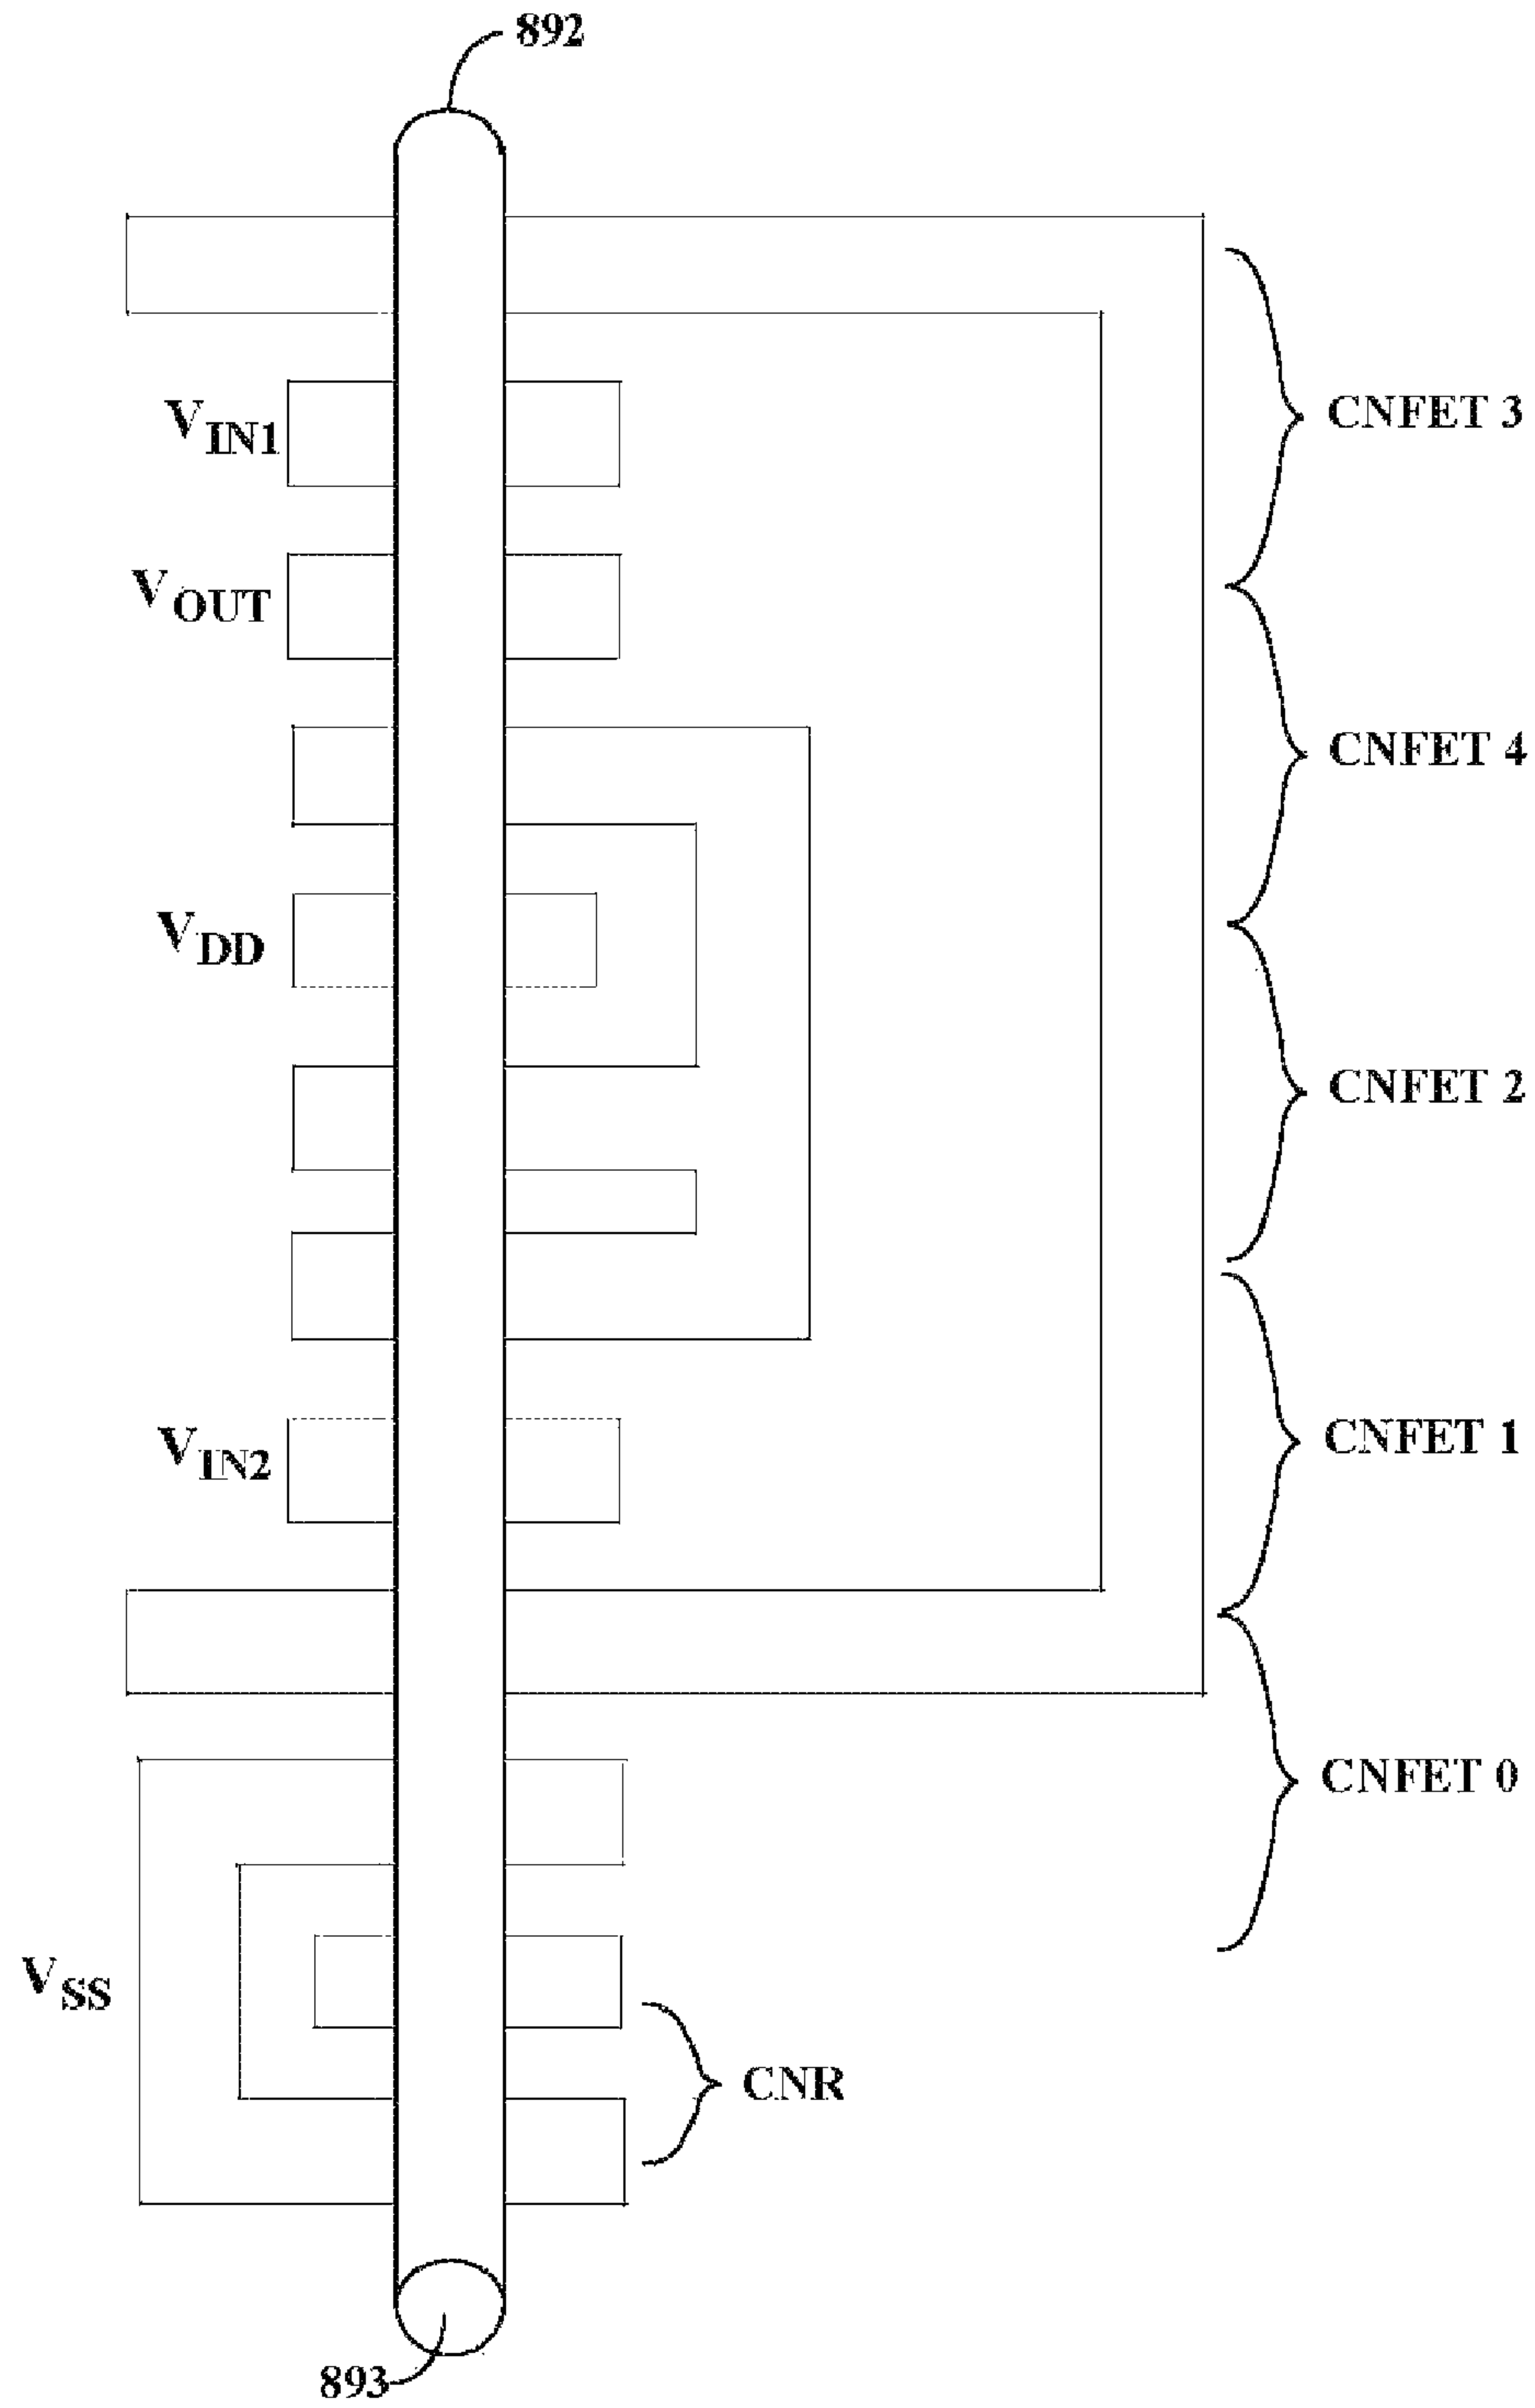 892
VIN1
CNFET 3
VOUT
CNFET 4
VDD
CNFET 2
VIN2
CNFET 1
CNFET 0
VSS
CNR
893